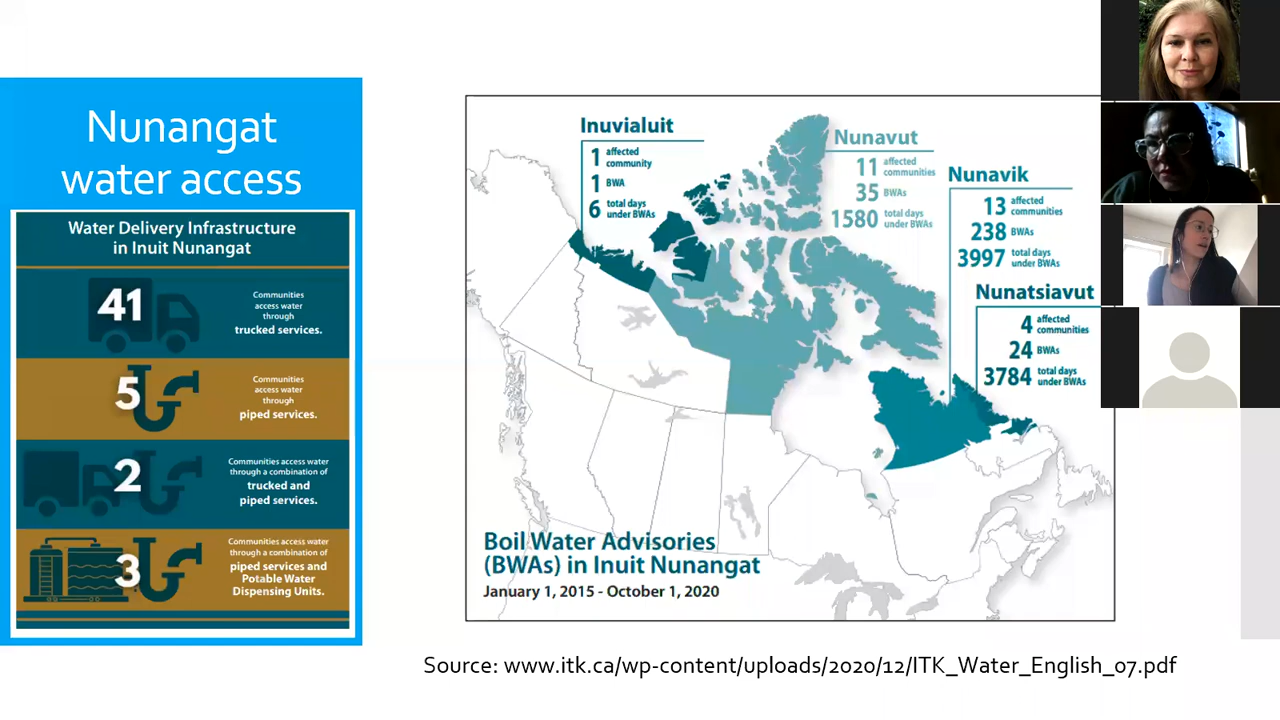 Nunangat
water access
Water Delivery Infrastructure
in Inuit Nunangat
41
Communities
access water
through
trucked services.
5
Communities
access water
through
piped services.
2
Communities access water
through a combination of
trucked and
piped services.
3
Communities access water
through a combination of
piped services and
Potable Water
Dispensing Units.
Inuvialuit
1 affected community
1 BWA
6 total days under BWAs
Nunavut
11 affected communities
35 BWAs
1580 total days under BWAs
Nunavik
13 affected communities
238 BWAs
3997 total days under BWAs
Nunatsiavut
4 affected communities
24 BWAs
3784 total days under BWAs
Boil Water Advisories
(BWAs) in Inuit Nunangat
January 1, 2015 - October 1, 2020
Source: www.itk.ca/wp-content/uploads/2020/12/ITK_Water_English_07.pdf